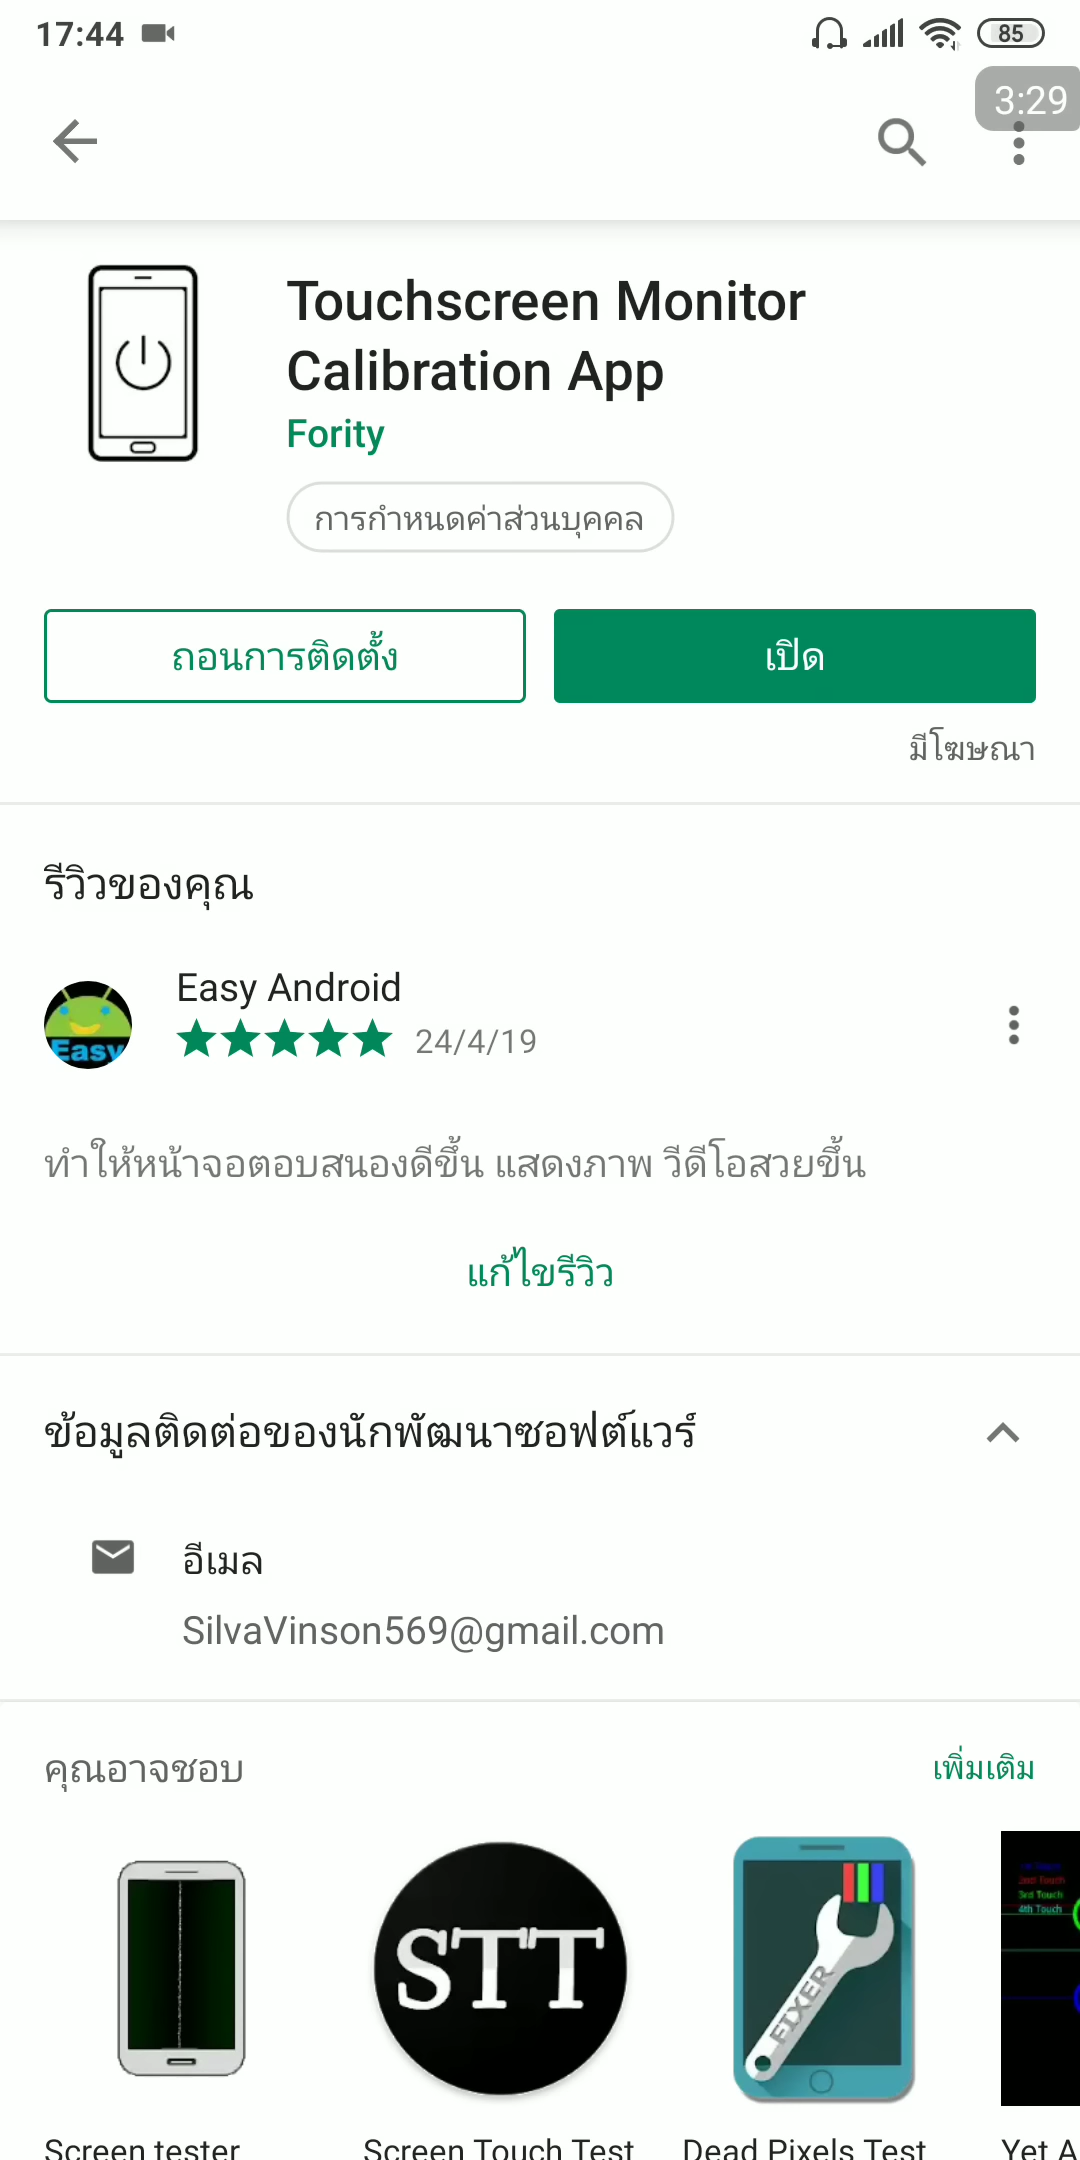 17:44
85
3:29
Touchscreen Monitor
Calibration App
Fority
การกำหนดค่าส่วนบุคคล
ถอนการติดตั้ง
เปิด
มีโฆษณา
รีวิวของคุณ
Easy Android
Easy
24/4/19
ทำให้หน้าจอตอบสนองดีขึ้น แสดงภาพ วีดีโอสวยขึ้น
แก้ไขรีวิว
ข้อมูลติดต่อของนักพัฒนาซอฟต์แวร์
อีเมล
SilvaVinson569@gmail.com
คุณอาจชอบ
เพิ่มเติม
2nd Touch
3rd Touch
4th Touch
STT
FIXER
Screen tester
Screen Touch Test
Dead Pixels Test
Yet A